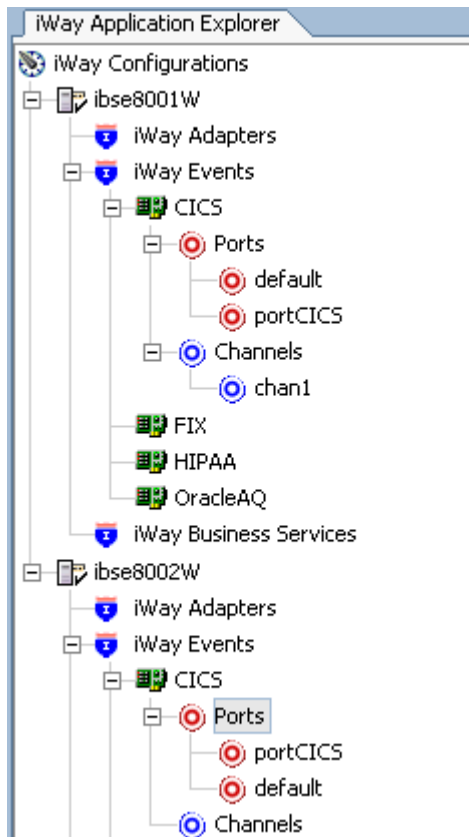 iWay Application Explorer
iWay Configurations
ibse8001W
iWay Adapters
iWay Events
CICS
Ports
default
portCICS
Channels
chan1
FIX
HIPAA
OracleAQ
iWay Business Services
ibse8002W
iWay Adapters
iWay Events
CICS
Ports
portCICS
default
Channels